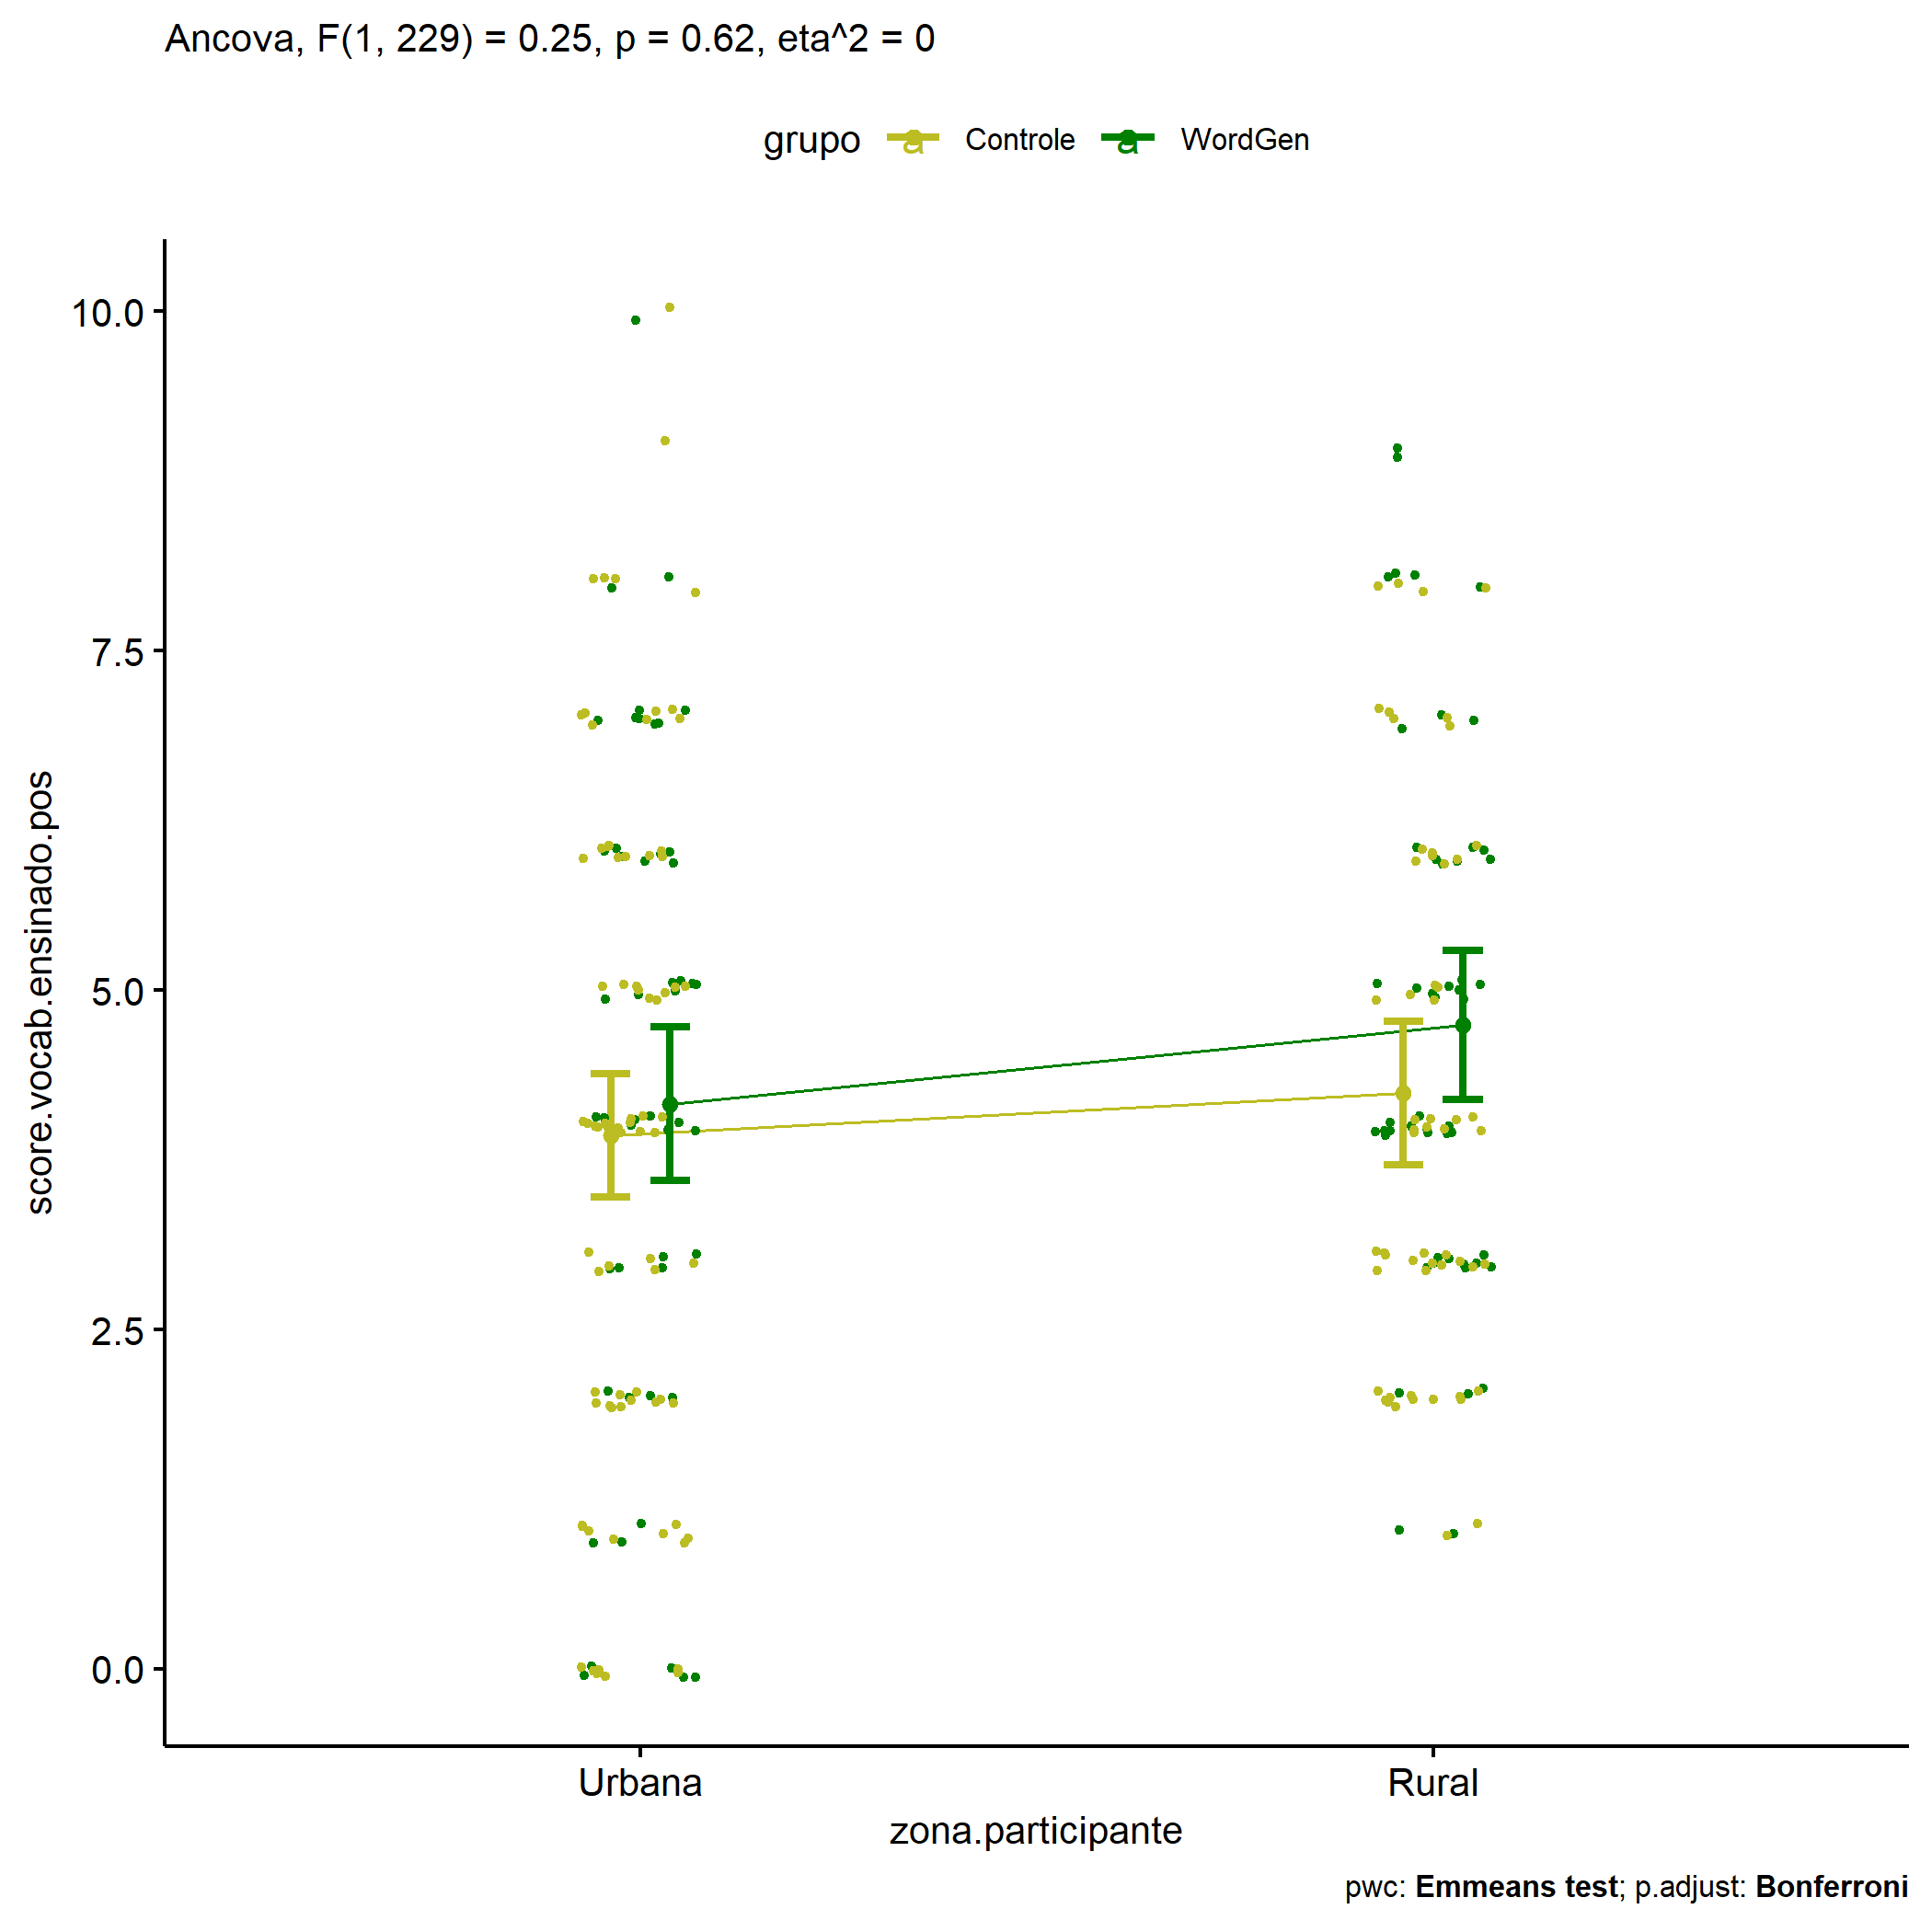 Ancova, F(1, 229) = 0.25, p = 0.62, eta^2 = 0
grupo a Controle a WordGen
10.0
7.5
5.0
2.5
0.0
score.vocab.ensinado.pos
Urbana Rural
zona.participante
pwc: Emmeans test; p.adjust: Bonferroni